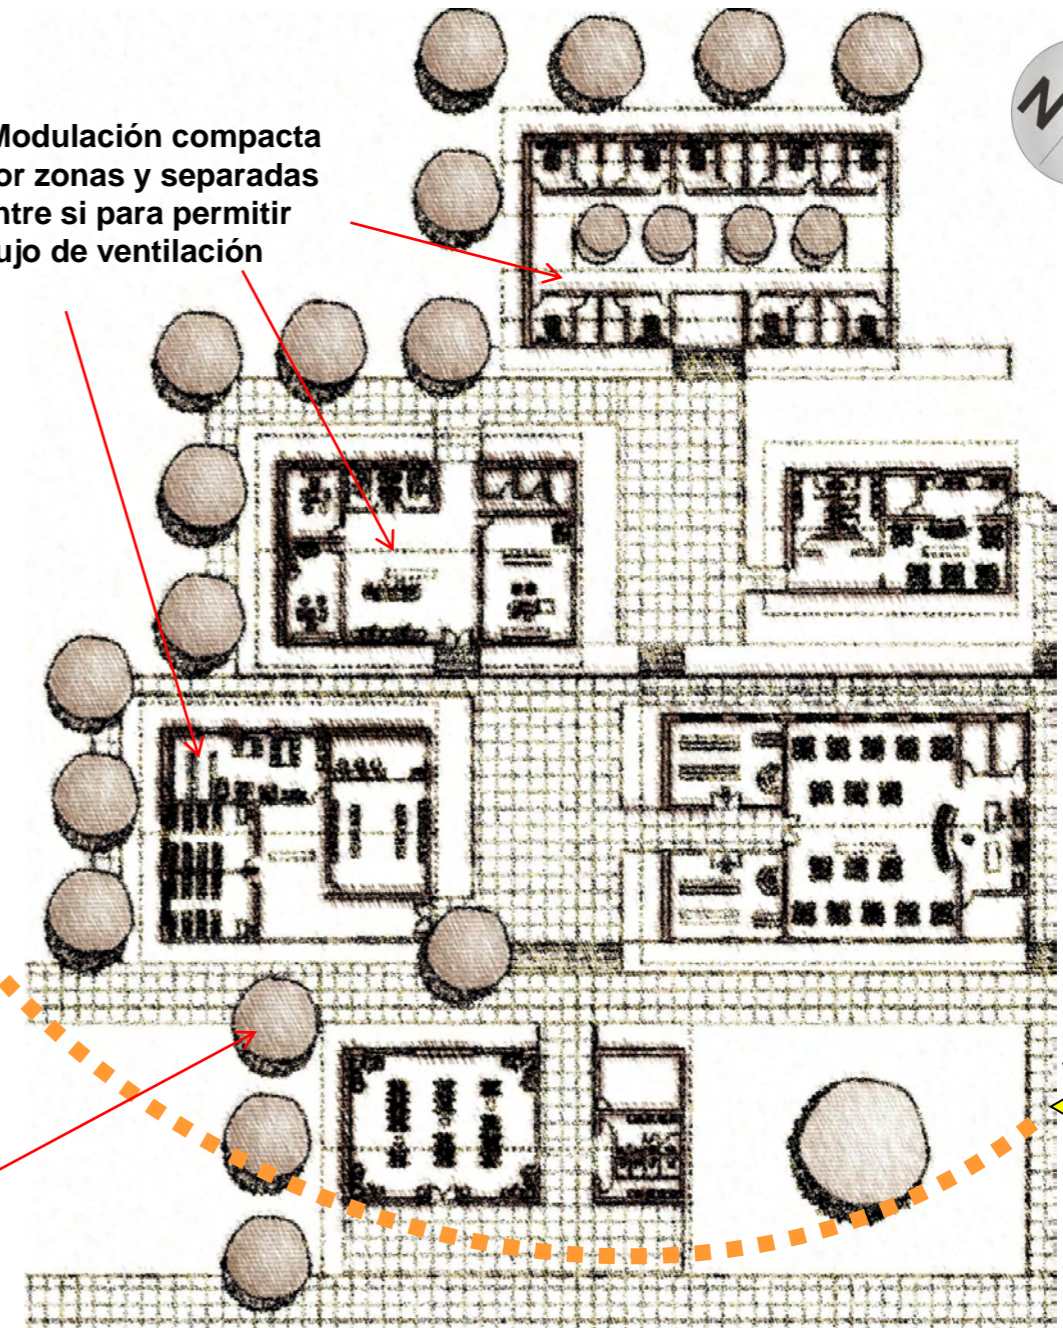 Modulación compacta
or zonas y separadas
ntre si para permitir
ujo de ventilación
N